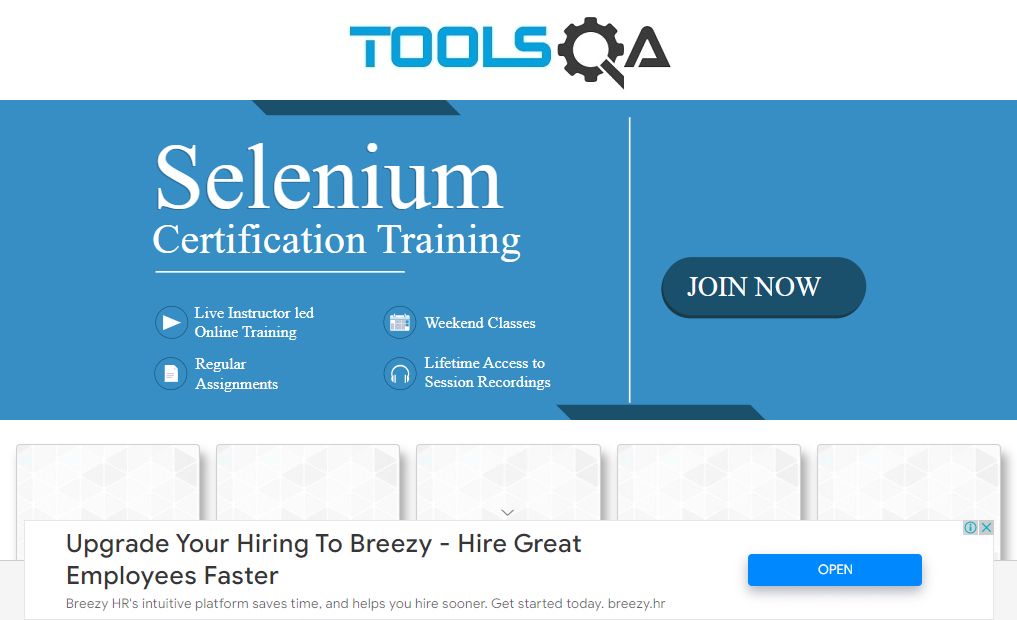 TOOLSQA
Selenium
Certification Training
JOIN NOW
Live Instructor led
Online Training
Weekend Classes
Regular
Assignments
Lifetime Access to
Session Recordings
Upgrade Your Hiring To Breezy - Hire Great
Employees Faster
OPEN
Breezy HR's intuitive platform saves time, and helps you hire sooner. Get started today. breezy.hr